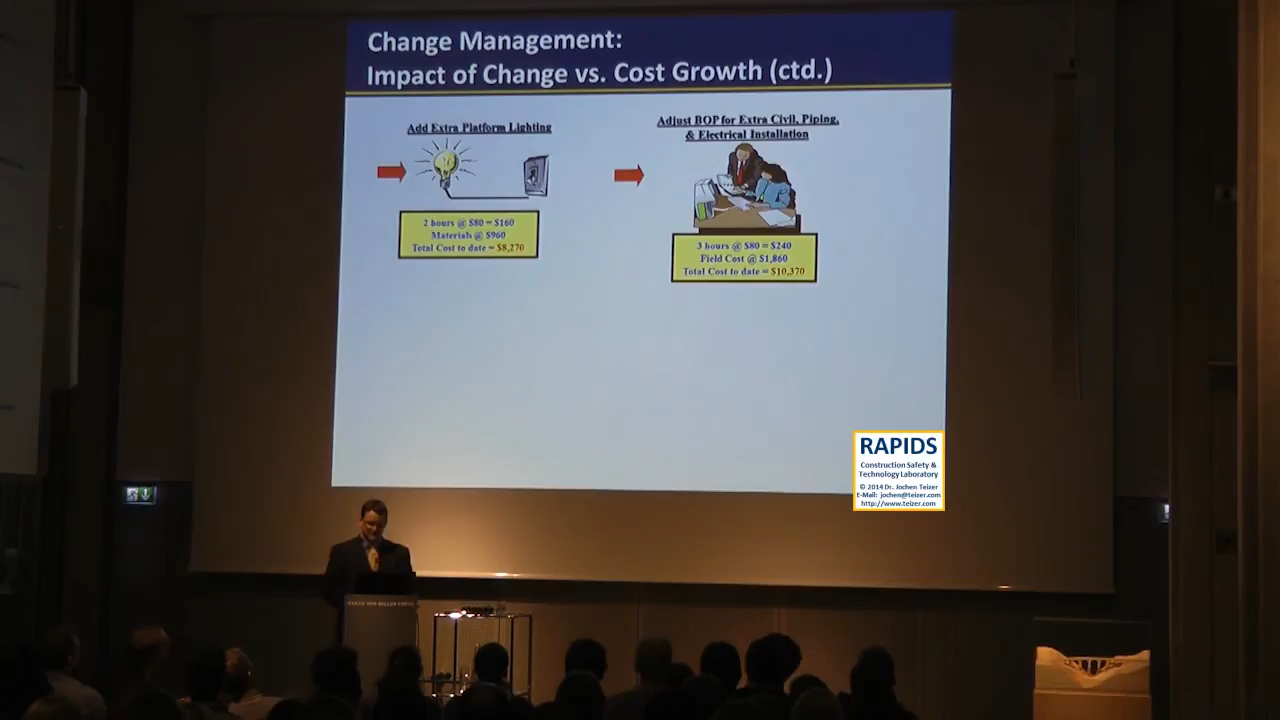 Change Management:
Impact of Change vs. Cost Growth (ctd.)
Add Extra Platform Lighting
2 hours @ $80 = $160
Materials @ $960
Total Cost to date = $8,270
Adjust BOP for Extra Civil, Piping,
& Electrical Installation
3 hours @ $80 = $240
Field Cost @ $1,860
Total Cost to date = $10,370
RAPIDS
Construction Safety &
Technology Laboratory
© 2014 Dr. Jochen Teizer
E-Mail: jochen@teizer.com
http://www.teizer.com